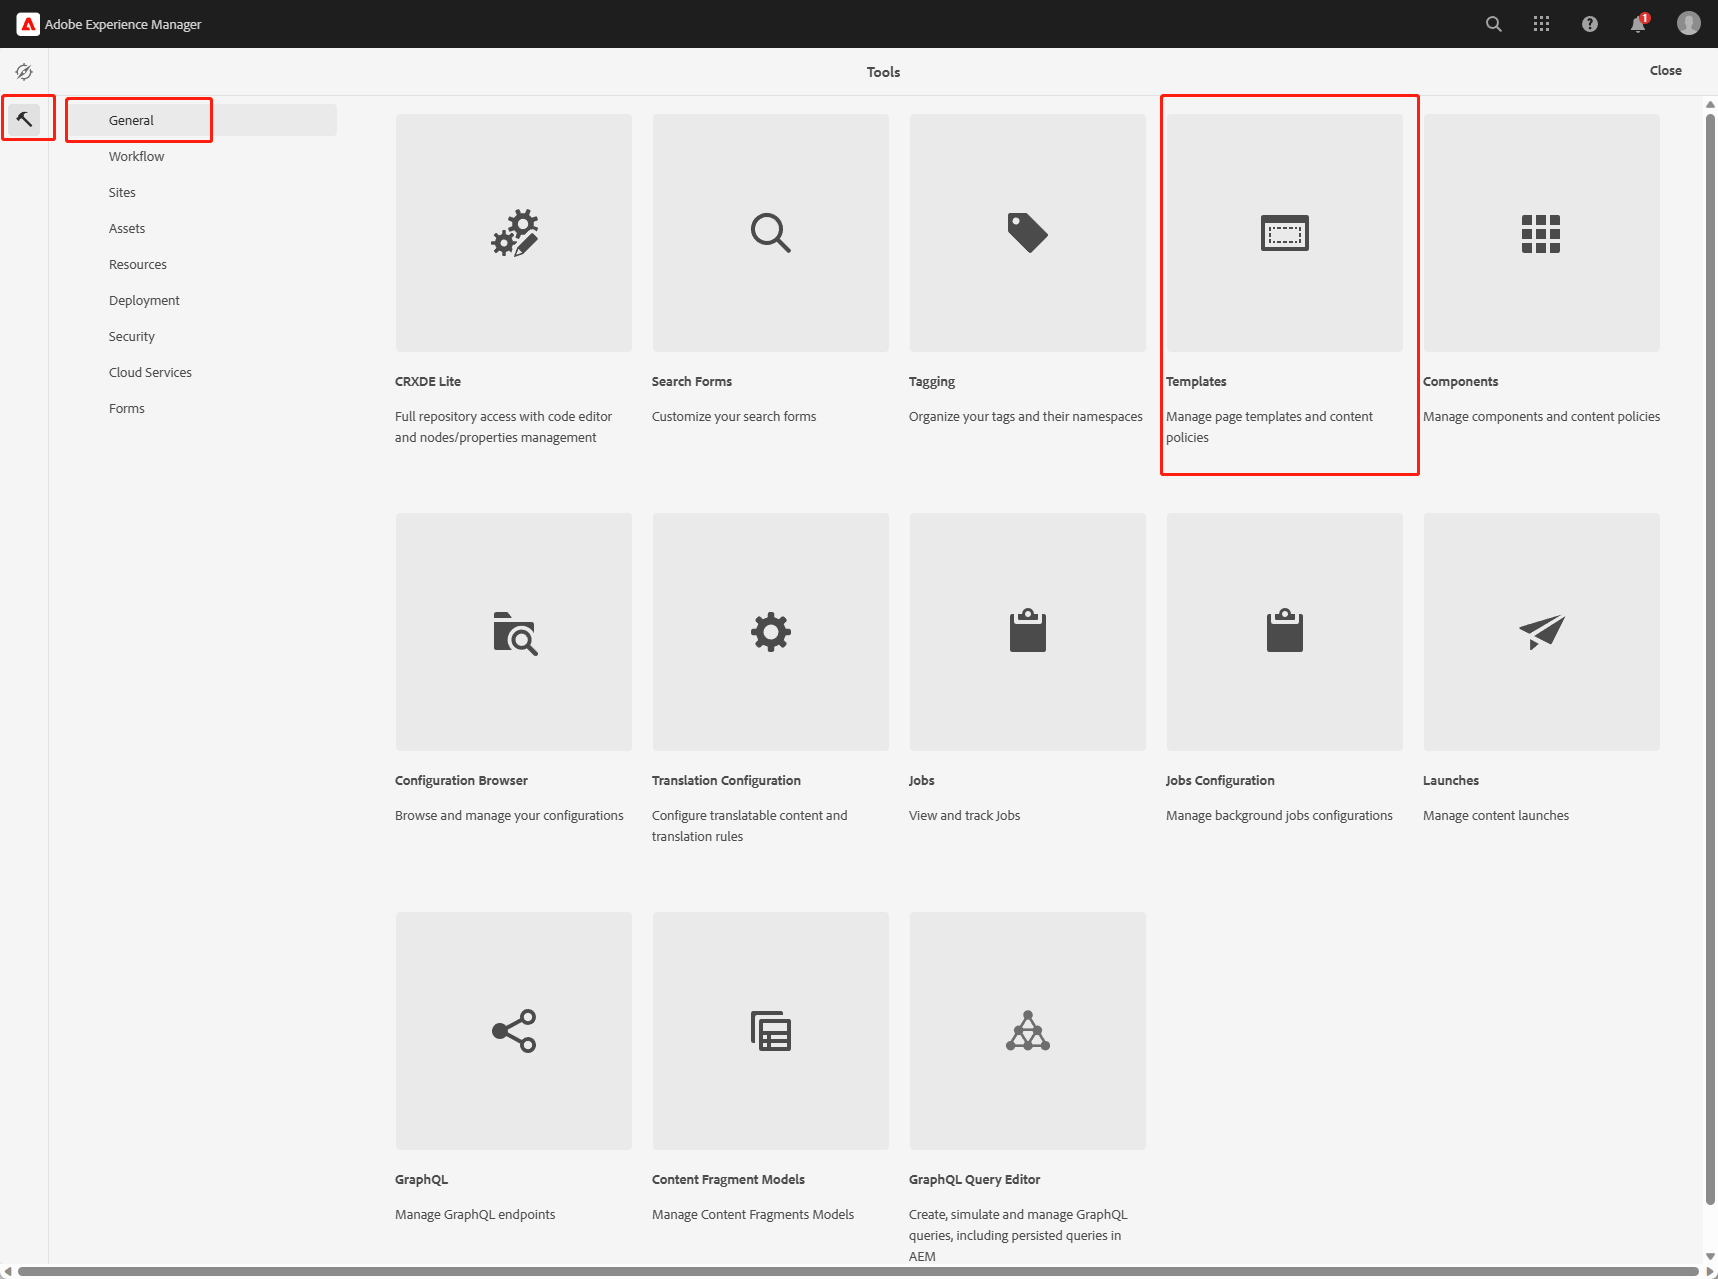 Adobe Experience Manager
1
Tools
Close
General
Workflow
Sites
Assets
Resources
Deployment
Security
Cloud Services
Forms
CRXDE Lite
Full repository access with code editor
and nodes/properties management
Search Forms
Customize your search forms
Tagging
Organize your tags and their namespaces
Templates
Manage page templates and content
policies
Components
Manage components and content policies
Configuration Browser
Browse and manage your configurations
Translation Configuration
Configure translatable content and
translation rules
Jobs
View and track Jobs
Jobs Configuration
Manage background jobs configurations
Launches
Manage content launches
GraphQL
Manage GraphQL endpoints
Content Fragment Models
Manage Content Fragments Models
GraphQL Query Editor
Create, simulate and manage GraphQL
queries, including persisted queries in
AEM